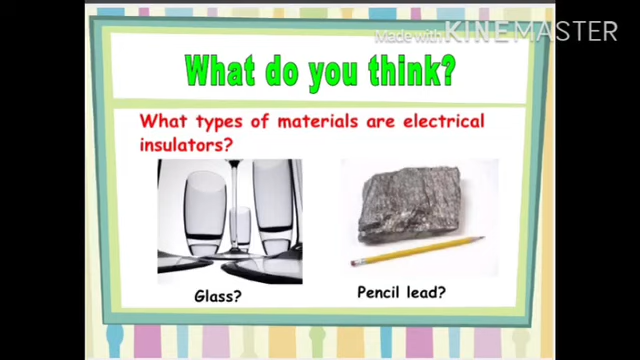 Made with KINEMASTER
What do you think?
What types of materials are electrical
insulators?
Glass?
Pencil lead?